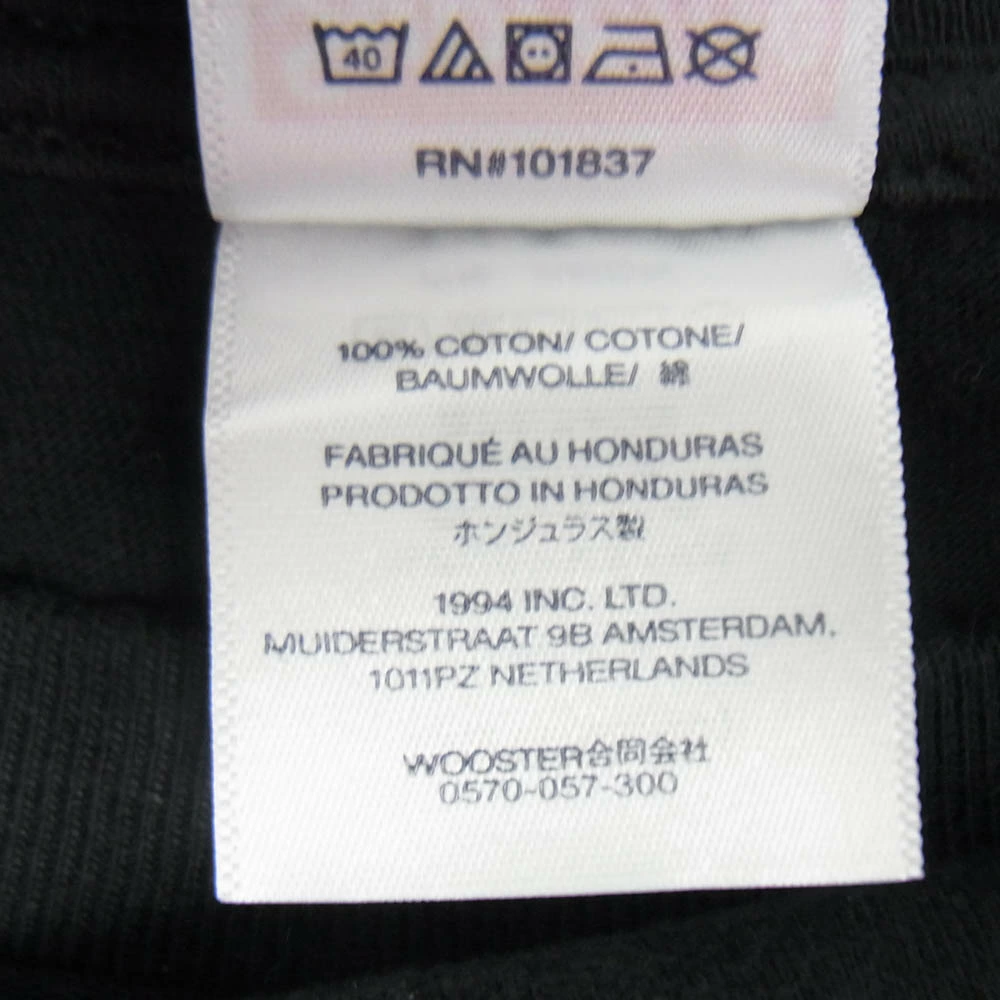 40
RN#101837
100% COTON/ COTONE/
BAUMWOLLE/ 綿
FABRIQUÉ AU HONDURAS
PRODOTTO IN HONDURAS
ホンジュラス製
1994 INC. LTD.
MUIDERSTRAAT 9B AMSTERDAM,
1011PZ NETHERLANDS
WOOSTER合同会社
0570-057-300